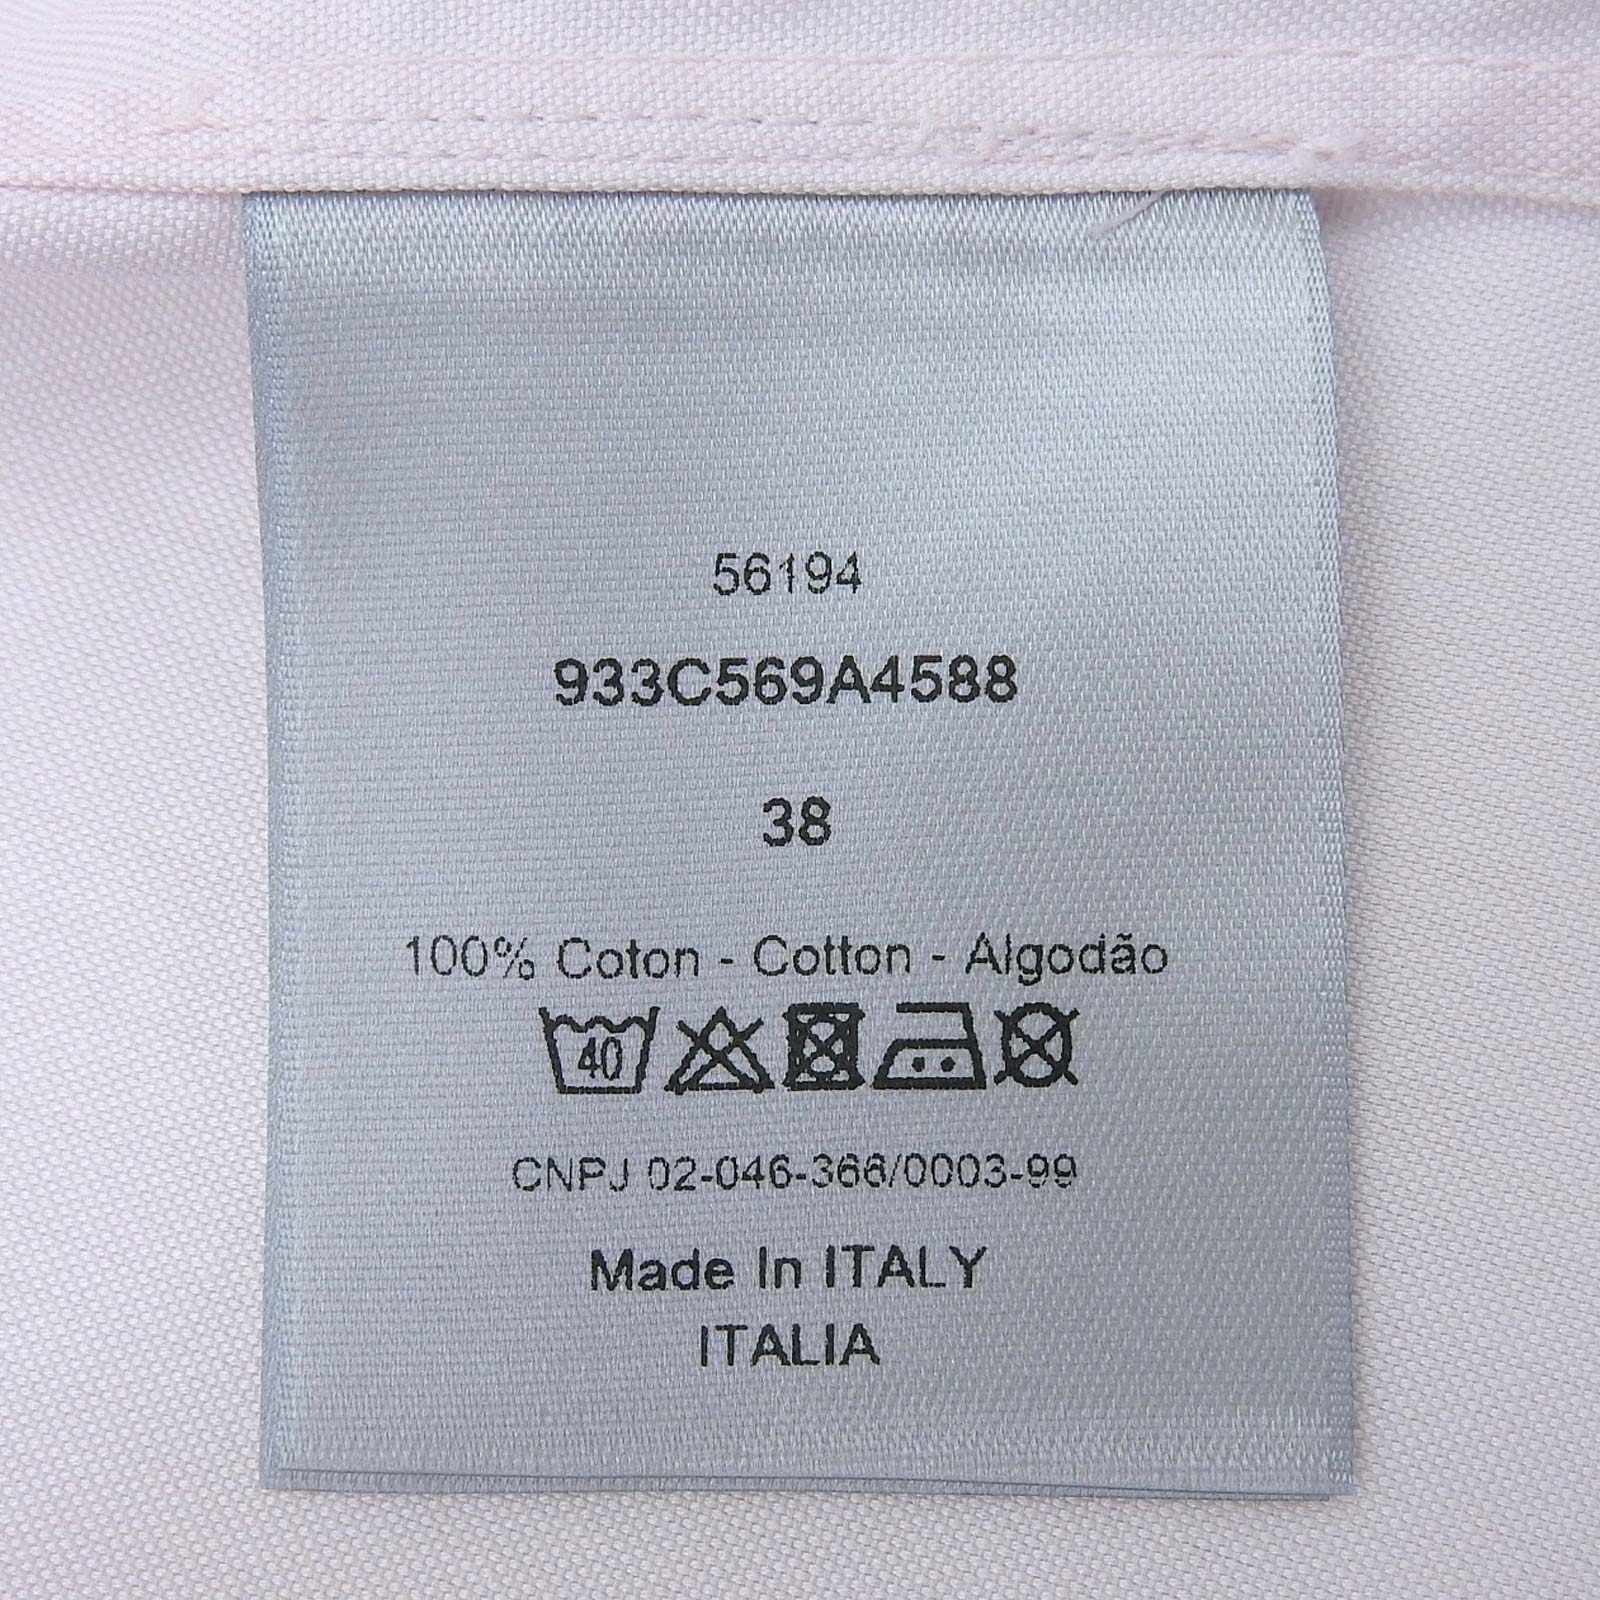 56194
933C569A4588
38
100% Coton - Cotton - Algodão
40
CNPJ 02-046-366/0003-99
Made In ITALY
ITALIA